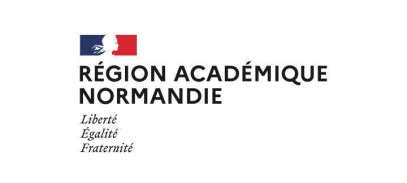 RÉGION ACADÉMIQUE
NORMANDIE
Liberté
Égalité
Fraternité